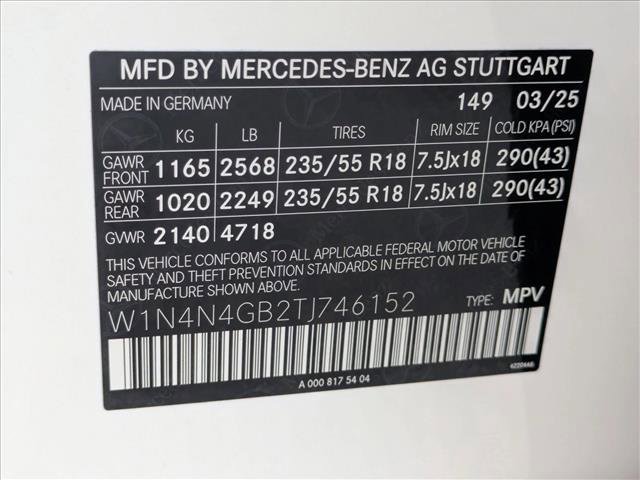 MFD BY MERCEDES-BENZ AG STUTTGART
MADE IN GERMANY 149 03/25
KG LB TIRES RIM SIZE COLD KPA(PSI)
GAWR FRONT 1165 2568 235/55 R18 7.5Jx18 290(43)
GAWR REAR 1020 2249 235/55 R18 7.5Jx18 290(43)
GVWR 2140 4718
THIS VEHICLE CONFORMS TO ALL APPLICABLE FEDERAL MOTOR VEHICLE
SAFETY AND THEFT PREVENTION STANDARDS IN EFFECT ON THE DATE OF
MANUFACTURE SHOWN ABOVE.
W1N4N4GB2TJ746152 TYPE: MPV
A 000 817 54 04